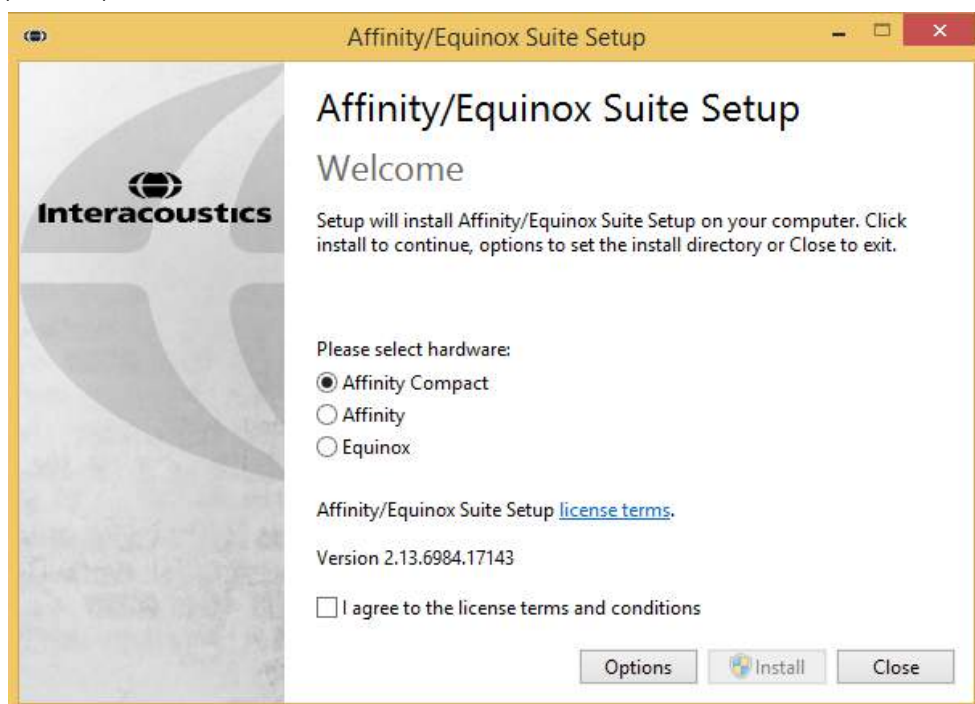 Affinity/Equinox Suite Setup
Affinity/Equinox Suite Setup
Welcome
Interacoustics
Setup will install Affinity/Equinox Suite Setup on your computer. Click
install to continue, options to set the install directory or Close to exit.
Please select hardware:
Affinity Compact
Affinity
Equinox
Affinity/Equinox Suite Setup license terms.
Version 2.13.6984.17143
I agree to the license terms and conditions
Options Install Close